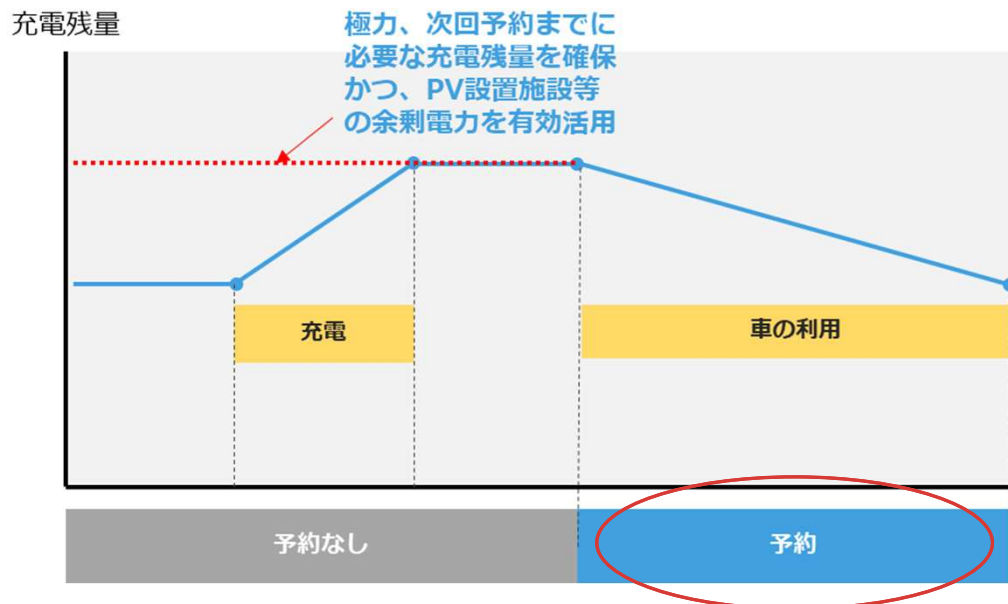 充電残量
極力、次回予約までに
必要な充電残量を確保
かつ、PV設置施設等
の余剰電力を有効活用
充電
車の利用
予約なし
予約